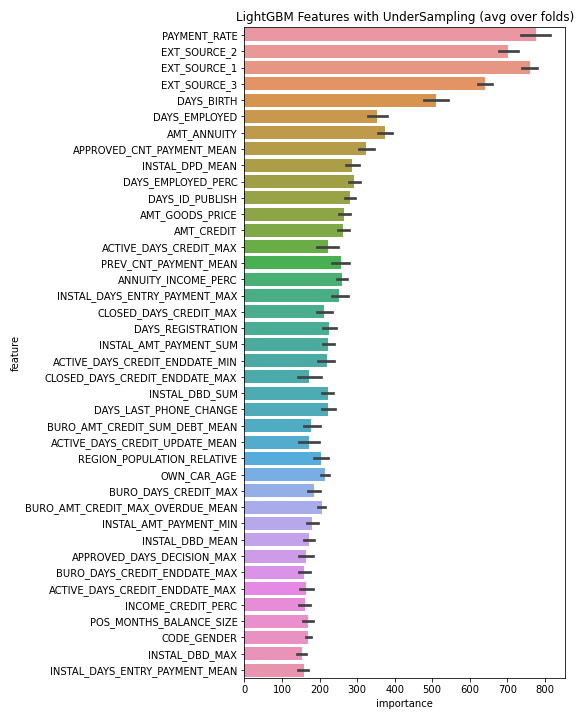 LightGBM Features with UnderSampling (avg over folds)
PAYMENT_RATE
EXT_SOURCE_2
EXT_SOURCE_1
EXT_SOURCE_3
DAYS_BIRTH
DAYS_EMPLOYED
AMT_ANNUITY
APPROVED_CNT_PAYMENT_MEAN
INSTAL_DPD_MEAN
DAYS_EMPLOYED_PERC
DAYS_ID_PUBLISH
AMT_GOODS_PRICE
AMT_CREDIT
ACTIVE_DAYS_CREDIT_MAX
PREV_CNT_PAYMENT_MEAN
ANNUITY_INCOME_PERC
INSTAL_DAYS_ENTRY_PAYMENT_MAX
CLOSED_DAYS_CREDIT_MAX
DAYS_REGISTRATION
INSTAL_AMT_PAYMENT_SUM
ACTIVE_DAYS_CREDIT_ENDDATE_MIN
CLOSED_DAYS_CREDIT_ENDDATE_MAX
INSTAL_DBD_SUM
DAYS_LAST_PHONE_CHANGE
BURO_AMT_CREDIT_SUM_DEBT_MEAN
ACTIVE_DAYS_CREDIT_UPDATE_MEAN
REGION_POPULATION_RELATIVE
OWN_CAR_AGE
BURO_DAYS_CREDIT_MAX
BURO_AMT_CREDIT_MAX_OVERDUE_MEAN
INSTAL_AMT_PAYMENT_MIN
INSTAL_DBD_MEAN
APPROVED_DAYS_DECISION_MAX
BURO_DAYS_CREDIT_ENDDATE_MAX
ACTIVE_DAYS_CREDIT_ENDDATE_MAX
INCOME_CREDIT_PERC
POS_MONTHS_BALANCE_SIZE
CODE_GENDER
INSTAL_DBD_MAX
INSTAL_DAYS_ENTRY_PAYMENT_MEAN
feature
0 100 200 300 400 500 600 700 800
importance